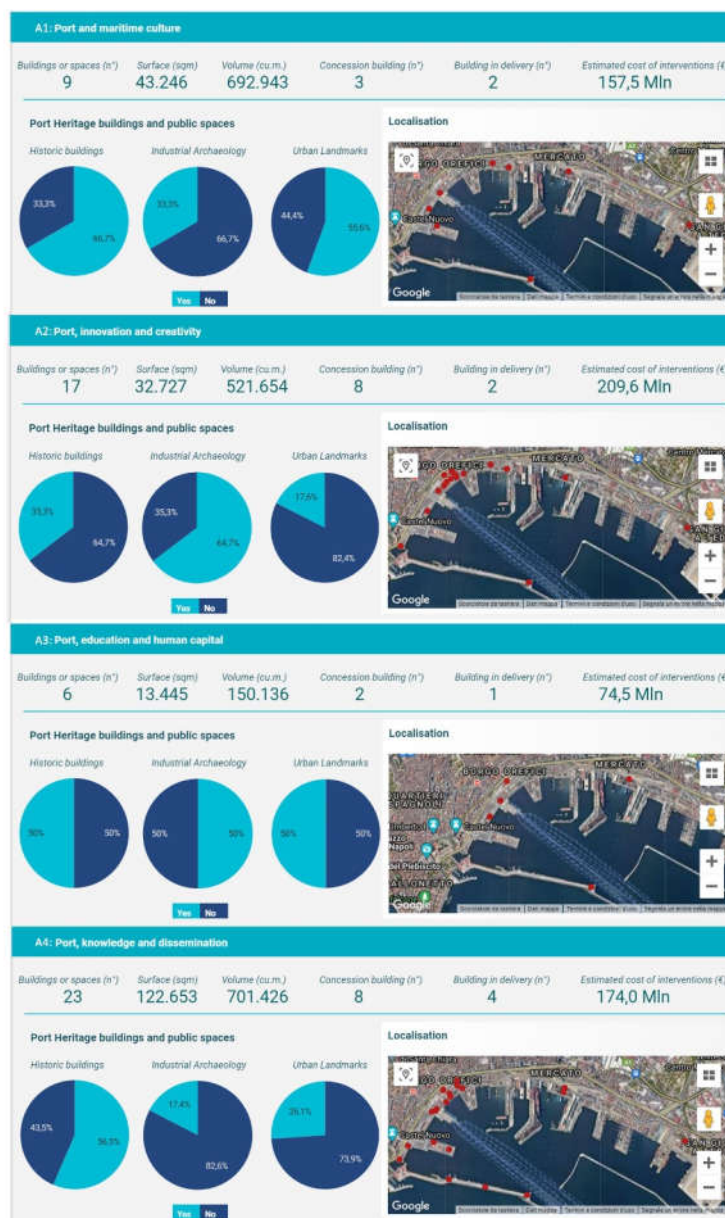 A1: Port and maritime culture
Buildings or spaces (n°) Surface (sqm) Volume (cu.m.) Concession building (n°) Building in delivery (n°) Estimated cost of interventions (€
9 43.246 692.943 3 2 157,5 Mln
Port Heritage buildings and public spaces Localisation
Historic buildings Industrial Archaeology Urban Landmarks
MERCATO
33,3% 33,3% 44,4% 55,6%
66,7% 66,7%
Castel Nuovo
Yes No
Google
A2: Port, innovation and creativity
Buildings or spaces (n°) Surface (sqm) Volume (cu.m.) Concession building (n°) Building in delivery (n°) Estimated cost of interventions (€
17 32.727 521.654 8 2 209,6 Mln
Port Heritage buildings and public spaces Localisation
Historic buildings Industrial Archaeology Urban Landmarks
MERCATO
33,3% 35,3% 17,6%
64,7% 64,7% 82,4%
Castel Nuovo
Yes No
Google
A3: Port, education and human capital
Buildings or spaces (n°) Surface (sqm) Volume (cu.m.) Concession building (n°) Building in delivery (n°) Estimated cost of interventions (€
6 13.445 150.136 2 1 74,5 Mln
Port Heritage buildings and public spaces Localisation
Historic buildings Industrial Archaeology Urban Landmarks
BORGO OREFICI MERCATO
50% 50% 50% 50% 50% 50%
Castel Nuovo
Napoli
del Plebiscito
Yes No
Google
A4: Port, knowledge and dissemination
Buildings or spaces (n°) Surface (sqm) Volume (cu.m.) Concession building (n°) Building in delivery (n°) Estimated cost of interventions (€
23 122.653 701.426 8 4 174,0 Mln
Port Heritage buildings and public spaces Localisation
Historic buildings Industrial Archaeology Urban Landmarks
MERCATO
43,5% 56,5% 17,4% 26,1%
82,6% 73,9%
Castel Nuovo
Yes No
Google